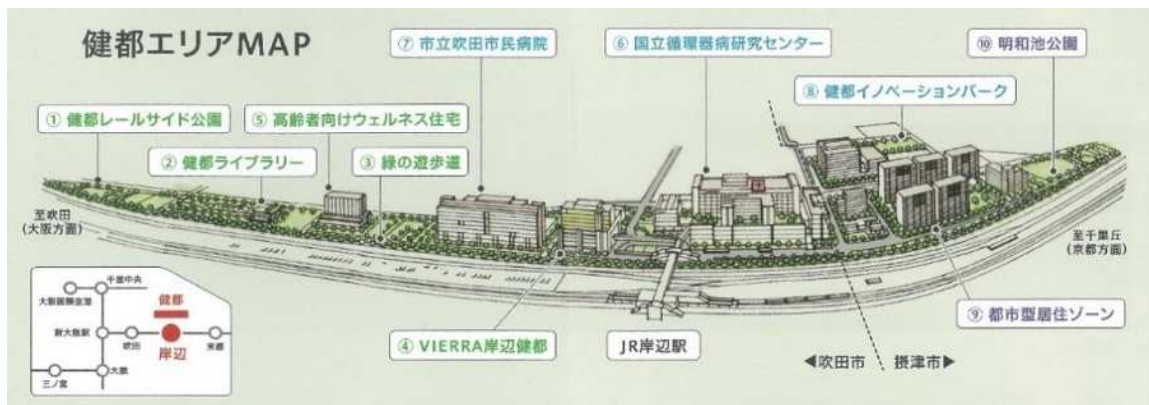 健都エリアMAP
⑦ 市立吹田市民病院
⑥ 国立循環器病研究センター
⑩ 明和池公園
⑧ 健都イノベーションパーク
① 健都レールサイド公園
⑤ 高齢者向けウェルネス住宅
② 健都ライブラリー
③ 緑の遊歩道
至吹田
(大阪方面)
至千里丘
(京都方面)
④ VIERRA岸辺健都
JR岸辺駅
⑨ 都市型居住ゾーン
◀吹田市
摂津市▶
千里中央
大阪国際空港
健都
新大阪駅
吹田
岸辺
京都
三ノ宮
大阪